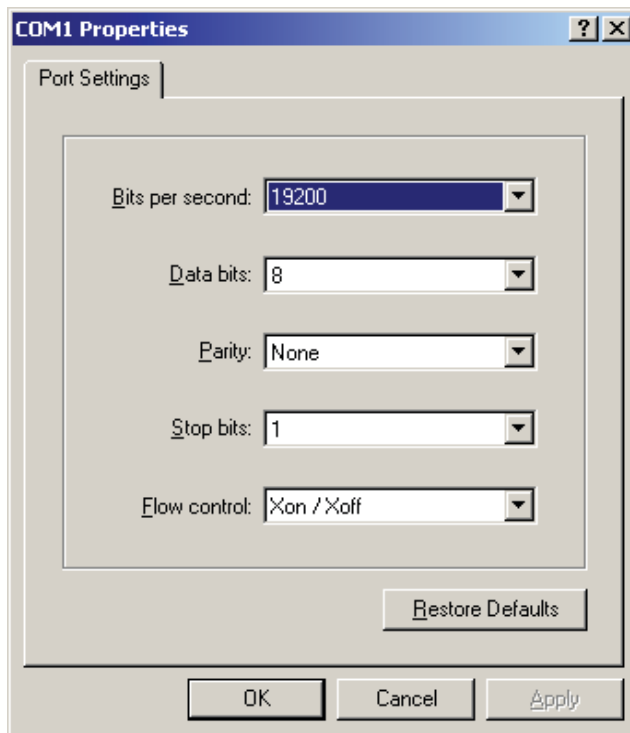 COM1 Properties
Port Settings
Bits per second: 19200
Data bits: 8
Parity: None
Stop bits: 1
Flow control: Xon / Xoff
Restore Defaults
OK Cancel Apply